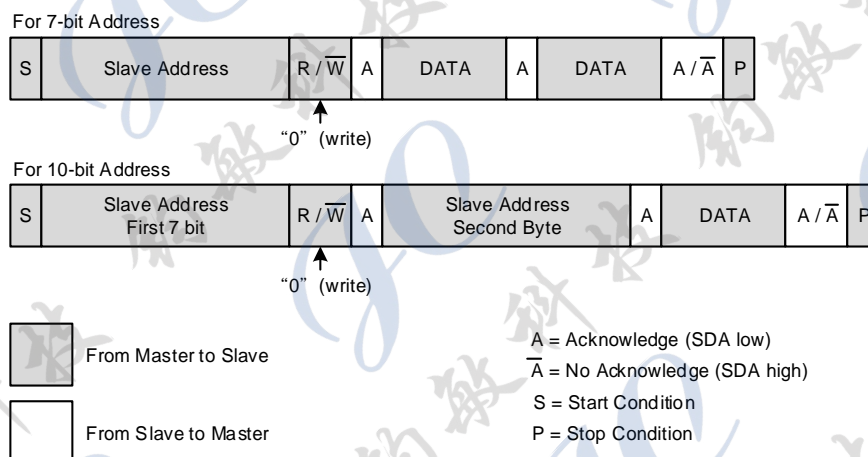 For 7-bit Address
S Slave Address R / W̅ A DATA A DATA A / A̅ P
“0” (write)
For 10-bit Address
S Slave Address First 7 bit R / W̅ A Slave Address Second Byte A DATA A / A̅ P
“0” (write)
From Master to Slave
From Slave to Master
A = Acknowledge (SDA low)
A̅ = No Acknowledge (SDA high)
S = Start Condition
P = Stop Condition